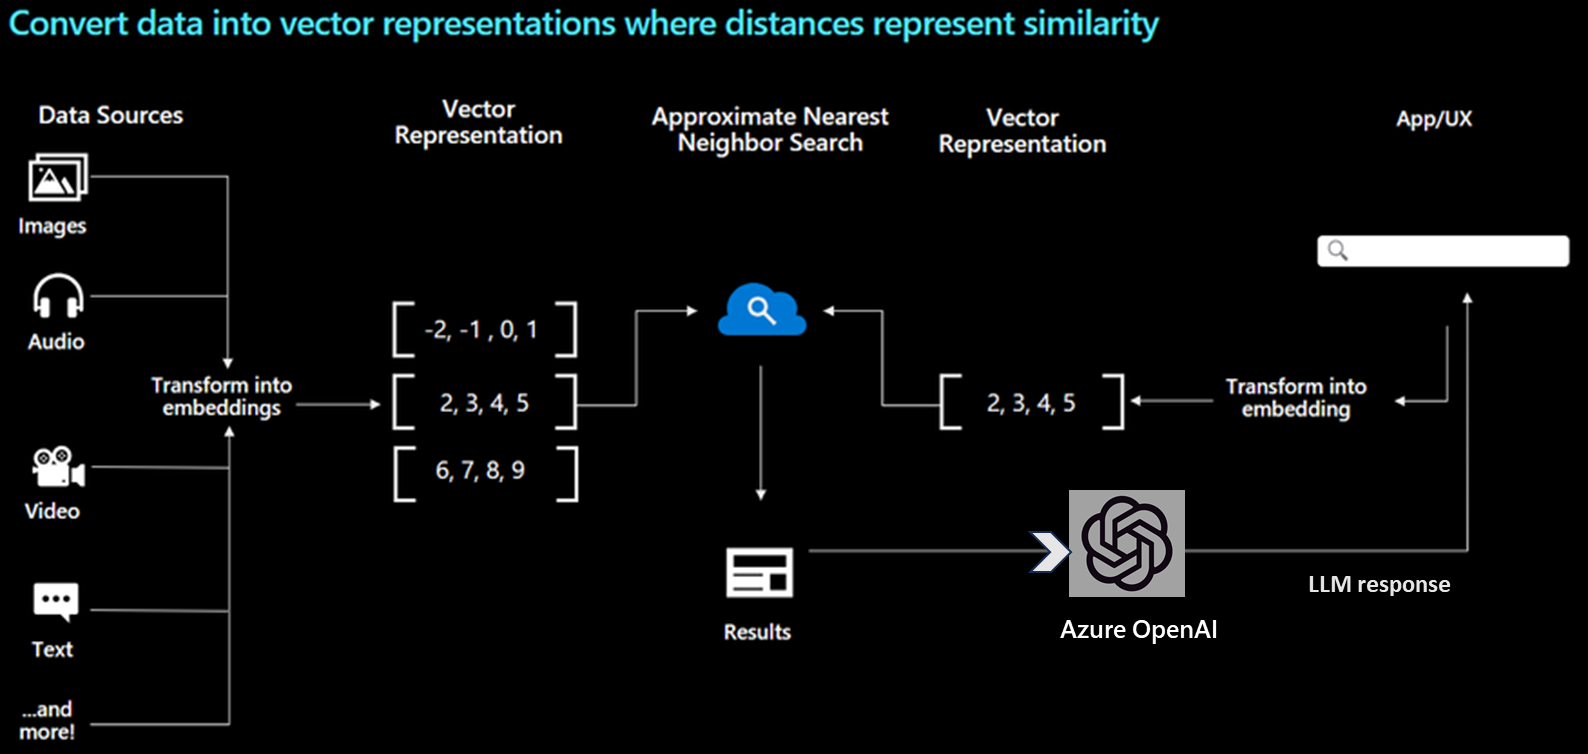 Convert data into vector representations where distances represent similarity
Data Sources
Vector
Representation
Approximate Nearest
Neighbor Search
Vector
Representation
App/UX
Images
Audio
Transform into
embeddings
Video
Text
...and
more!
-2, -1 , 0, 1
2, 3, 4, 5
6, 7, 8, 9
2, 3, 4, 5
Transform into
embedding
Results
Azure OpenAI
LLM response